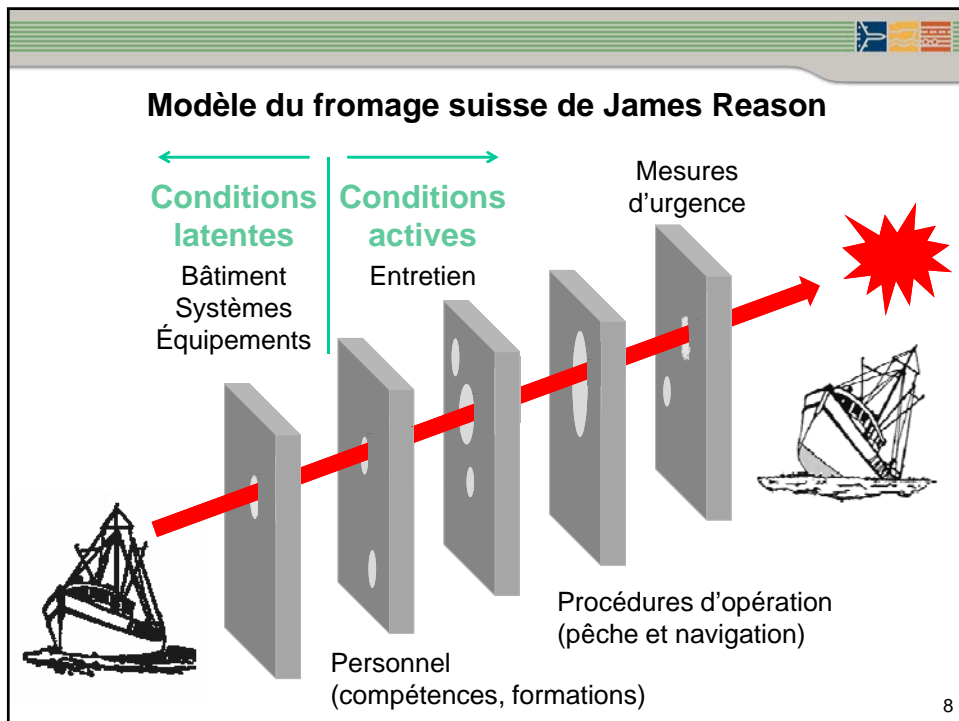 Modèle du fromage suisse de James Reason
Conditions
latentes
Bâtiment
Systèmes
Équipements
Conditions
actives
Entretien
Mesures
d'urgence
Procédures d'opération
(pêche et navigation)
Personnel
(compétences, formations)
8